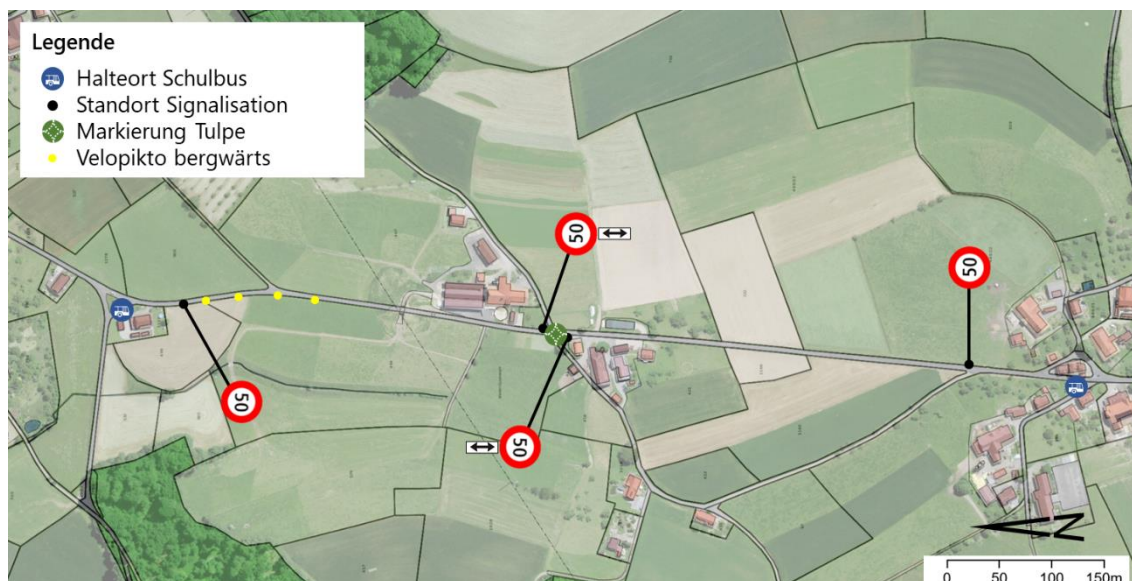 Legende
Halteort Schulbus
Standort Signalisation
Markierung Tulpe
Velopikto bergwärts
50
50
50
50
N
0 50 100 150m